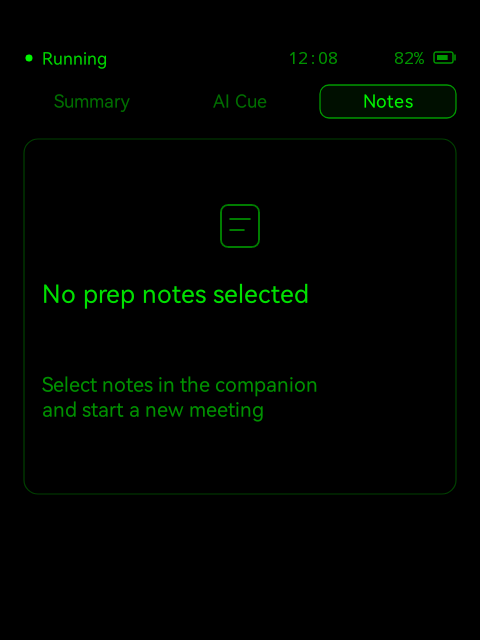 Running 12:08 82%
Summary AI Cue Notes
No prep notes selected
Select notes in the companion
and start a new meeting